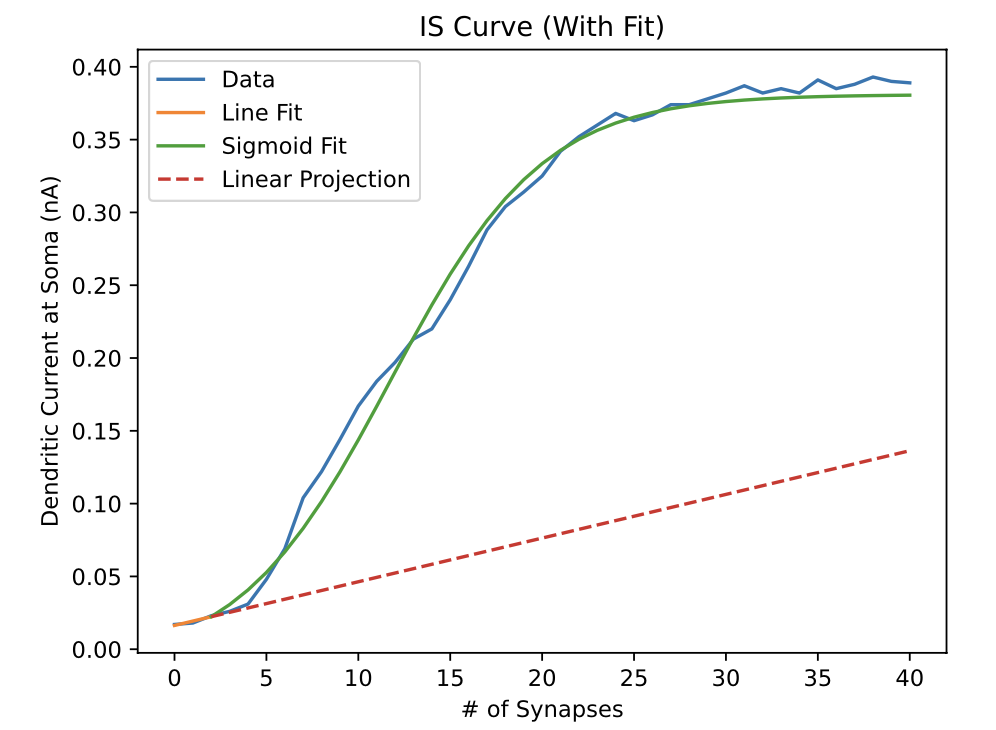 IS Curve (With Fit)
Data
Line Fit
Sigmoid Fit
Linear Projection
Dendritic Current at Soma (nA)
0.40
0.35
0.30
0.25
0.20
0.15
0.10
0.05
0.00
0 5 10 15 20 25 30 35 40
# of Synapses